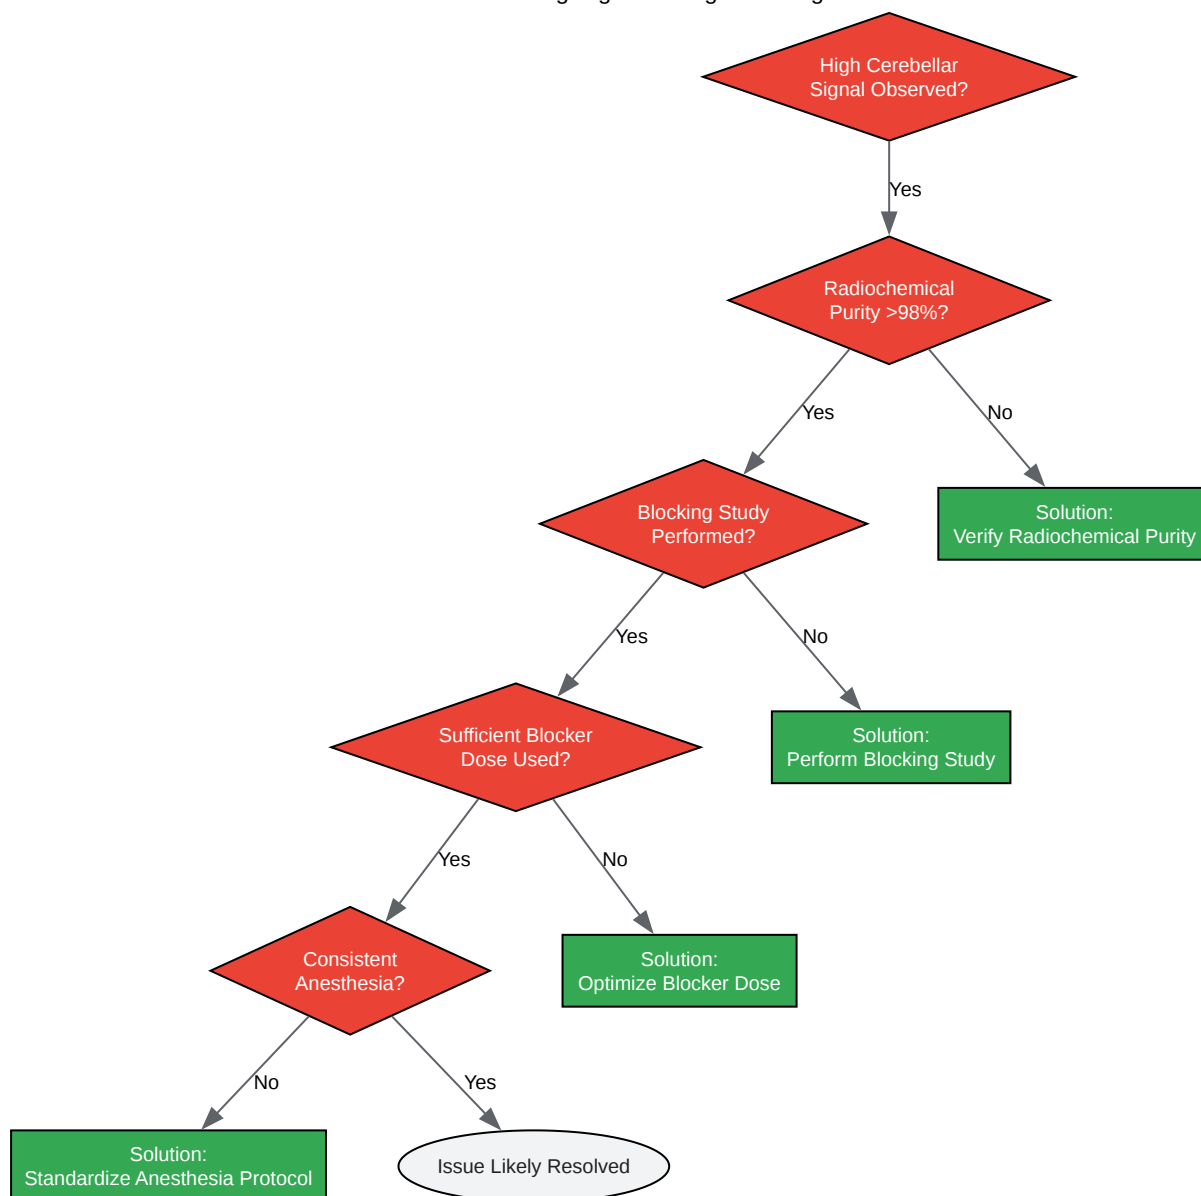 High Cerebellar
Signal Observed?
Yes
Radiochemical
Purity >98%?
Yes
No
Blocking Study
Performed?
Solution:
Verify Radiochemical Purity
Yes
No
Sufficient Blocker
Dose Used?
Solution:
Perform Blocking Study
Yes
No
Consistent
Anesthesia?
Solution:
Optimize Blocker Dose
No
Yes
Solution:
Standardize Anesthesia Protocol
Issue Likely Resolved